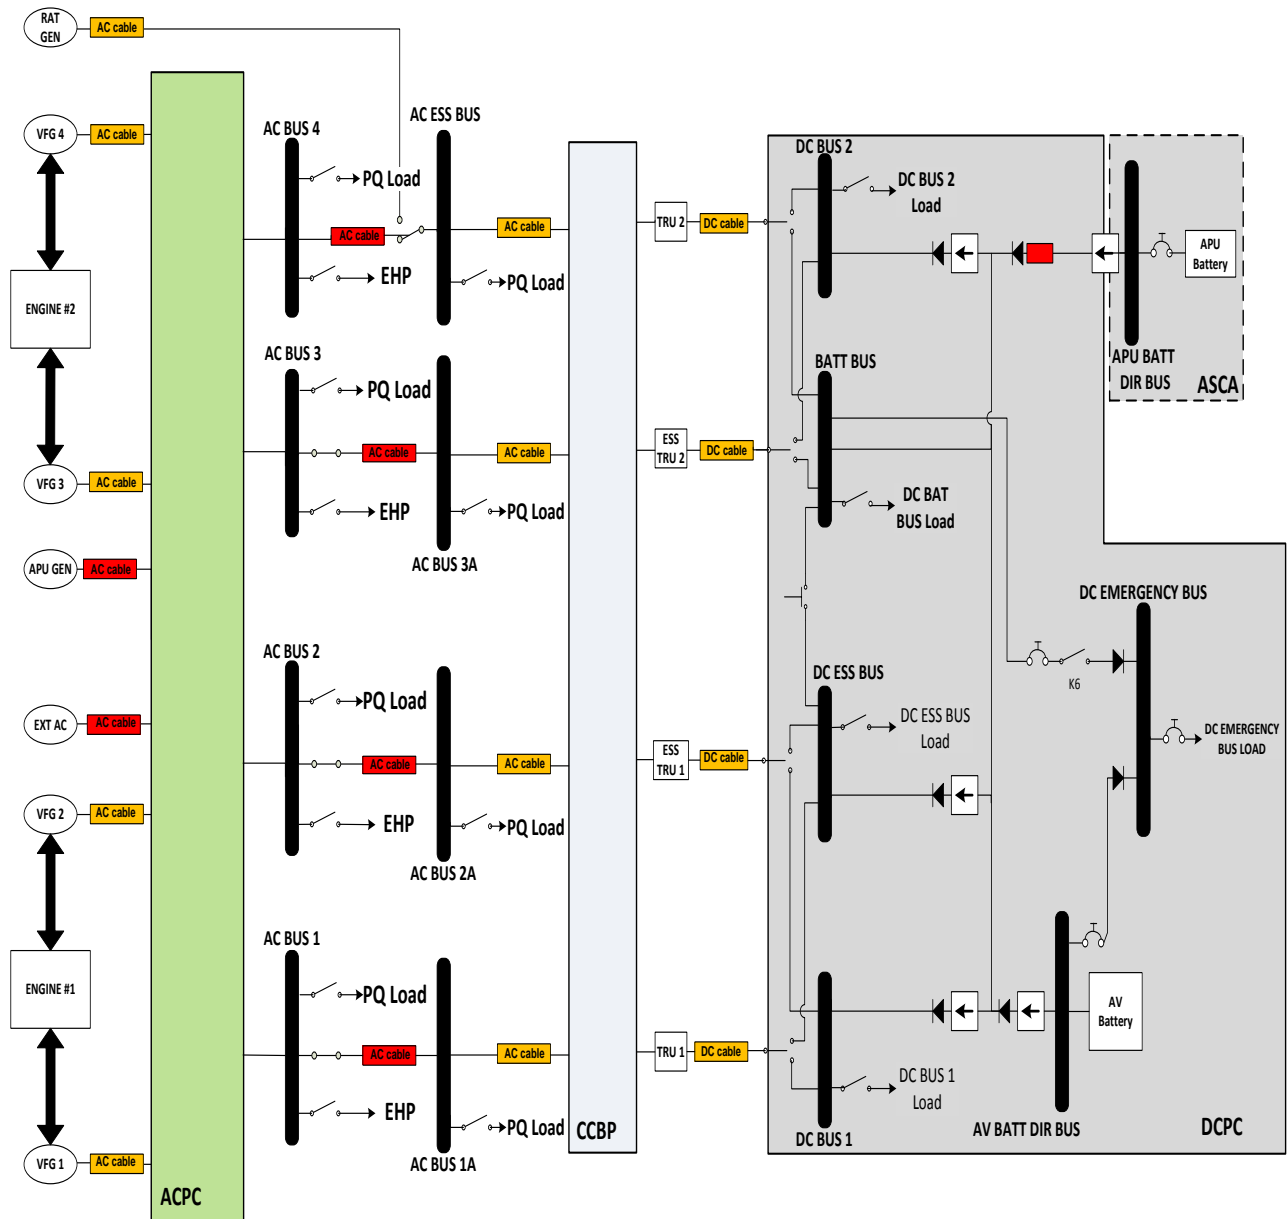 RAT
GEN
AC cable
VFG 4
AC cable
ENGINE #2
VFG 3
AC cable
APU GEN
AC cable
EXT AC
AC cable
VFG 2
AC cable
ENGINE #1
VFG 1
AC cable
ACPC
AC BUS 4
PQ Load
AC cable
EHP
AC ESS BUS
AC cable
PQ Load
AC BUS 3
PQ Load
AC cable
EHP
AC cable
PQ Load
AC BUS 3A
AC BUS 2
PQ Load
AC cable
EHP
AC cable
PQ Load
AC BUS 2A
AC BUS 1
PQ Load
AC cable
EHP
AC cable
PQ Load
AC BUS 1A
CCBP
TRU 2
DC cable
ESS
TRU 2
DC cable
ESS
TRU 1
DC cable
TRU 1
DC cable
DC BUS 2
DC BUS 2
Load
BATT BUS
DC BAT
BUS Load
DC ESS BUS
DC ESS BUS
Load
DC BUS 1
Load
DC BUS 1
APU
Battery
APU BATT
DIR BUS
ASCA
DC EMERGENCY BUS
K6
DC EMERGENCY
BUS LOAD
AV
Battery
AV BATT DIR BUS
DCPC